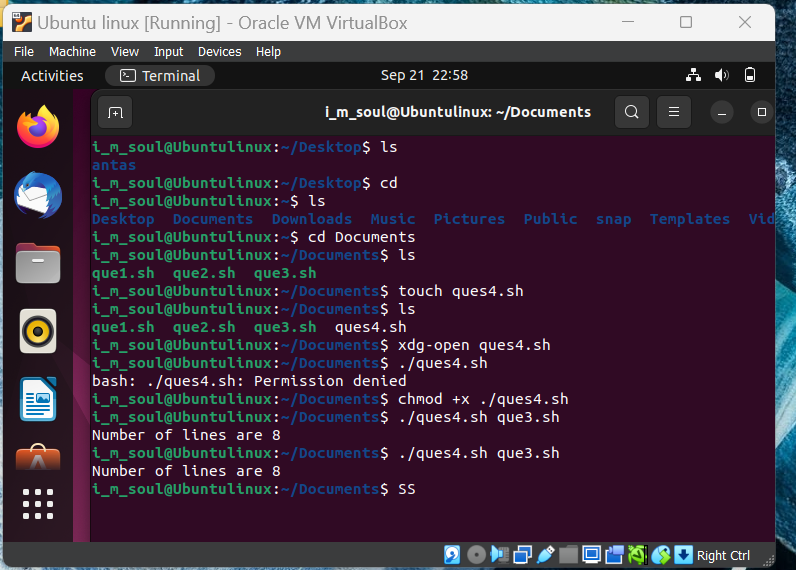 Ubuntu linux [Running] - Oracle VM VirtualBox
File Machine View Input Devices Help
Activities Terminal Sep 21 22:58
i_m_soul@Ubuntulinux: ~/Documents
i_m_soul@Ubuntulinux:~/Desktop$ ls
antas
i_m_soul@Ubuntulinux:~/Desktop$ cd
i_m_soul@Ubuntulinux:~$ ls
Desktop Documents Downloads Music Pictures Public snap Templates Vid
i_m_soul@Ubuntulinux:~$ cd Documents
i_m_soul@Ubuntulinux:~/Documents$ ls
que1.sh que2.sh que3.sh
i_m_soul@Ubuntulinux:~/Documents$ touch ques4.sh
i_m_soul@Ubuntulinux:~/Documents$ ls
que1.sh que2.sh que3.sh ques4.sh
i_m_soul@Ubuntulinux:~/Documents$ xdg-open ques4.sh
i_m_soul@Ubuntulinux:~/Documents$ ./ques4.sh
bash: ./ques4.sh: Permission denied
i_m_soul@Ubuntulinux:~/Documents$ chmod +x ./ques4.sh
i_m_soul@Ubuntulinux:~/Documents$ ./ques4.sh que3.sh
Number of lines are 8
i_m_soul@Ubuntulinux:~/Documents$ ./ques4.sh que3.sh
Number of lines are 8
i_m_soul@Ubuntulinux:~/Documents$ SS
Right Ctrl